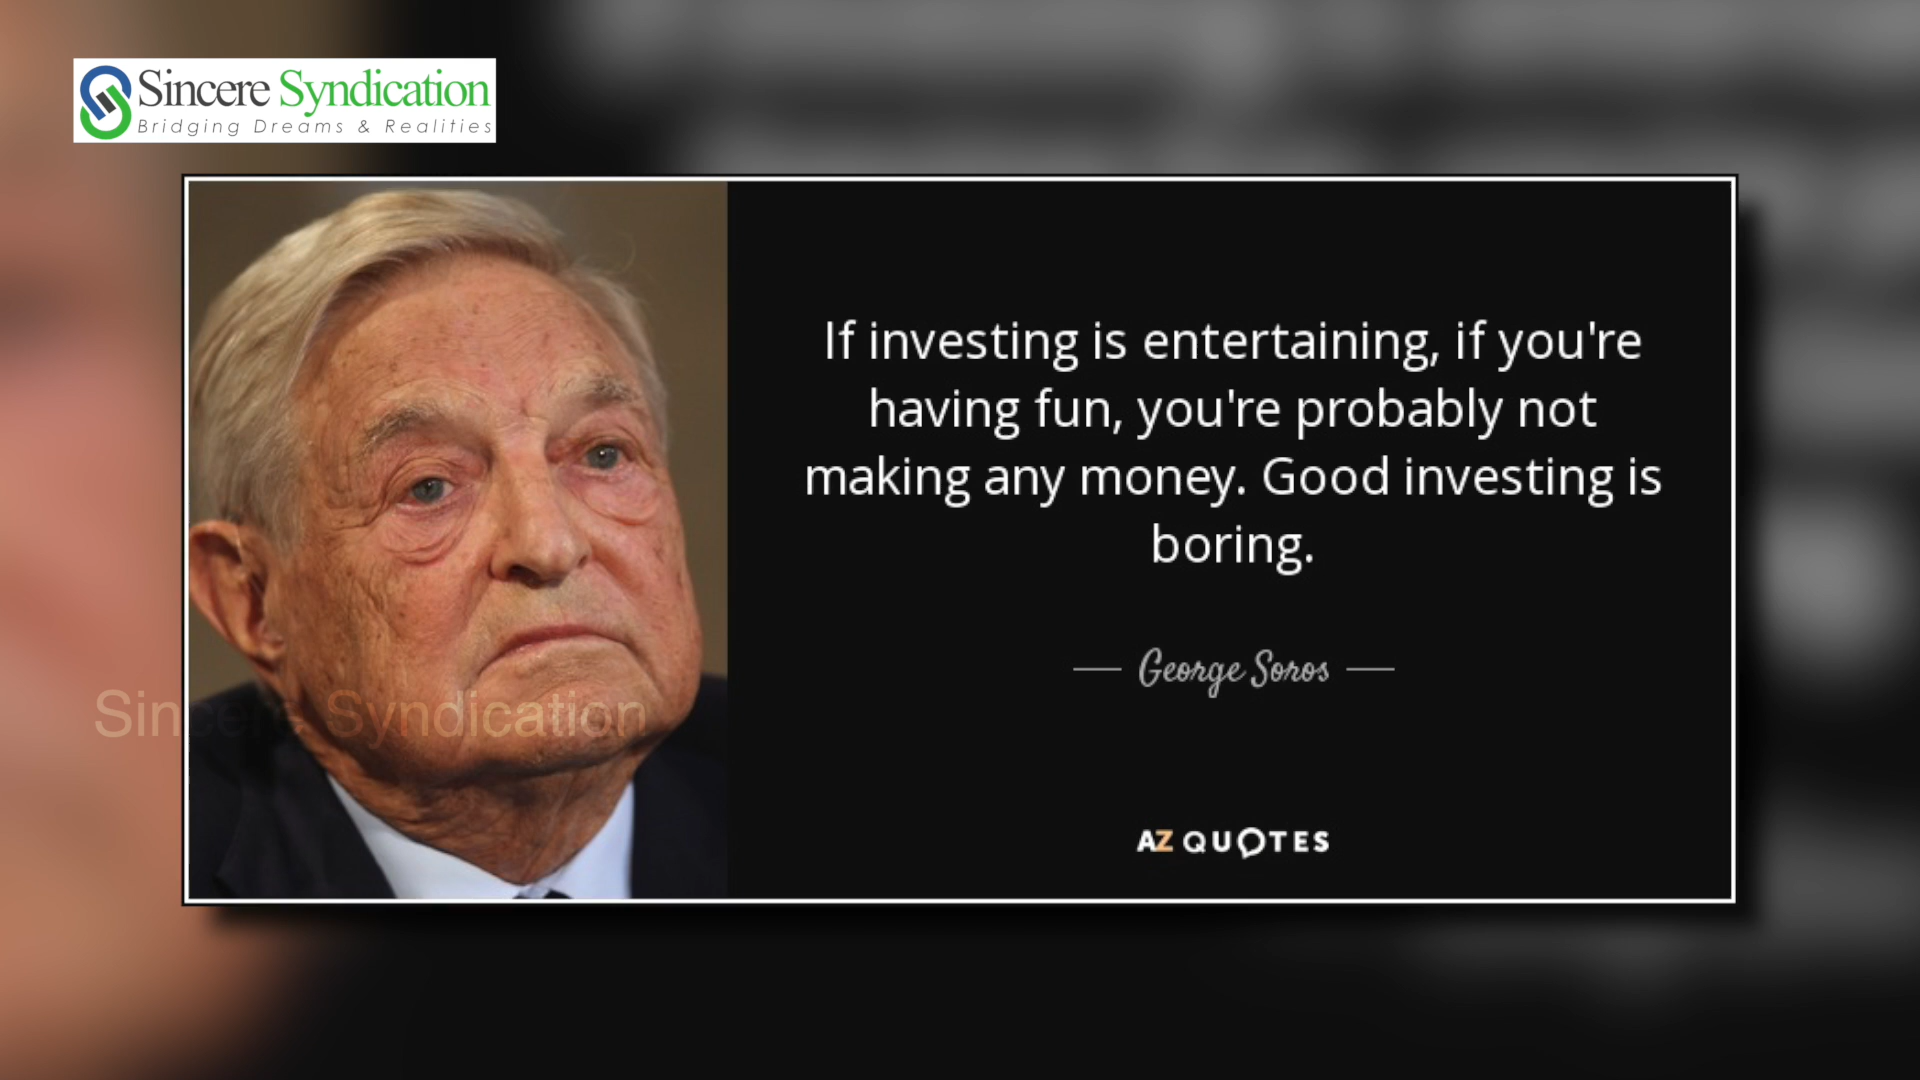 Sincere Syndication
Bridging Dreams & Realities
If investing is entertaining, if you're
having fun, you're probably not
making any money. Good investing is
boring.
George Soros
Sincere Syndication
AZ QUOTES